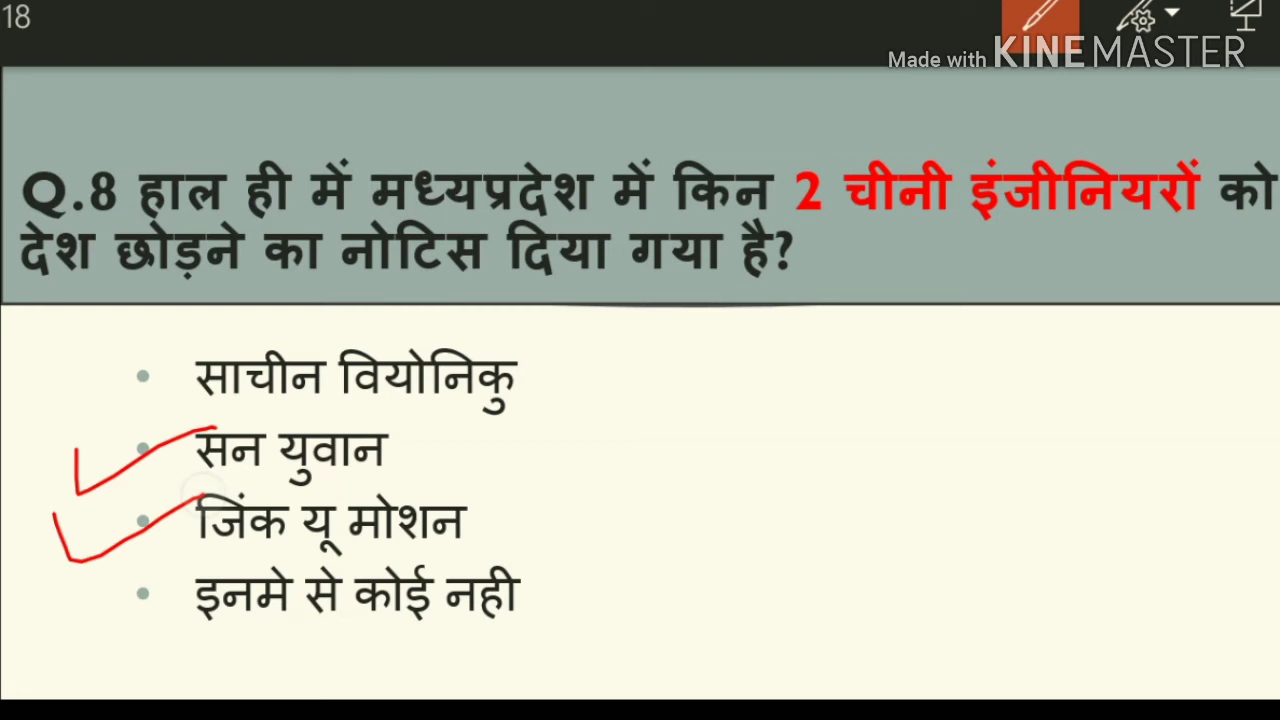 18
Made with KINEMASTER
Q.8 हाल ही में मध्यप्रदेश में किन 2 चीनी इंजीनियरों को
देश छोड़ने का नोटिस दिया गया है?
साचीन वियोनिकु
सन युवान
जिंक यू मोशन
इनमे से कोई नही